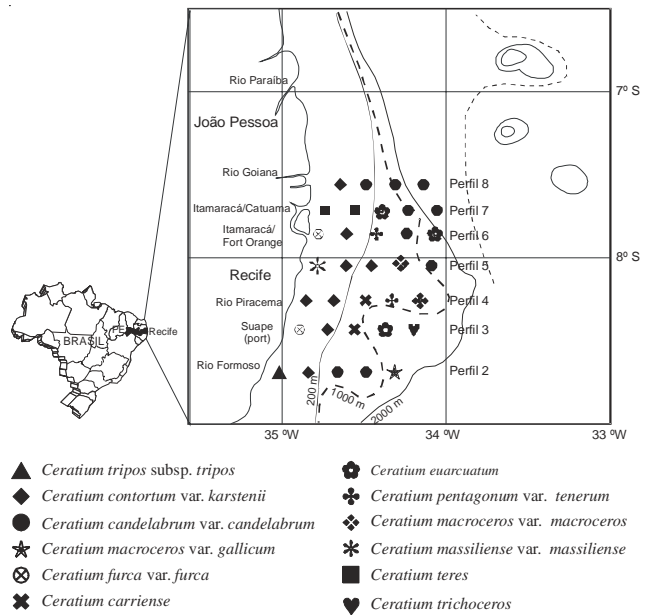 Rio Paraíba
7º S
João Pessoa
Rio Goiana
Perfil 8
Itamaracá/Catuama
Perfil 7
Itamaracá/
Fort Orange
Perfil 6
8º S
Perfil 5
Recife
Rio Piracema
Perfil 4
Suape
(port)
Perfil 3
Rio Formoso
Perfil 2
200 m
1000 m
2000 m
PE
Recife
BRASIL
35 ºW
34 ºW
33 ºW
Ceratium tripos subsp. tripos
Ceratium contortum var. karstenii
Ceratium candelabrum var. candelabrum
Ceratium macroceros var. gallicum
Ceratium furca var. furca
Ceratium carriense
Ceratium euarcuatum
Ceratium pentagonum var. tenerum
Ceratium macroceros var. macroceros
Ceratium massiliense var. massiliense
Ceratium teres
Ceratium trichoceros